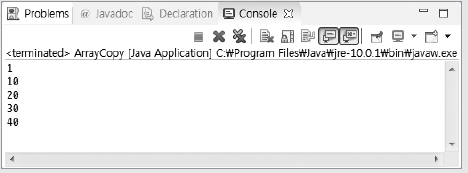 Problems @ Javadoc Declaration Console
<terminated> ArrayCopy [Java Application] C:₩Program Files₩Java₩jre-10.0.1₩bin₩javaw.exe
1
10
20
30
40